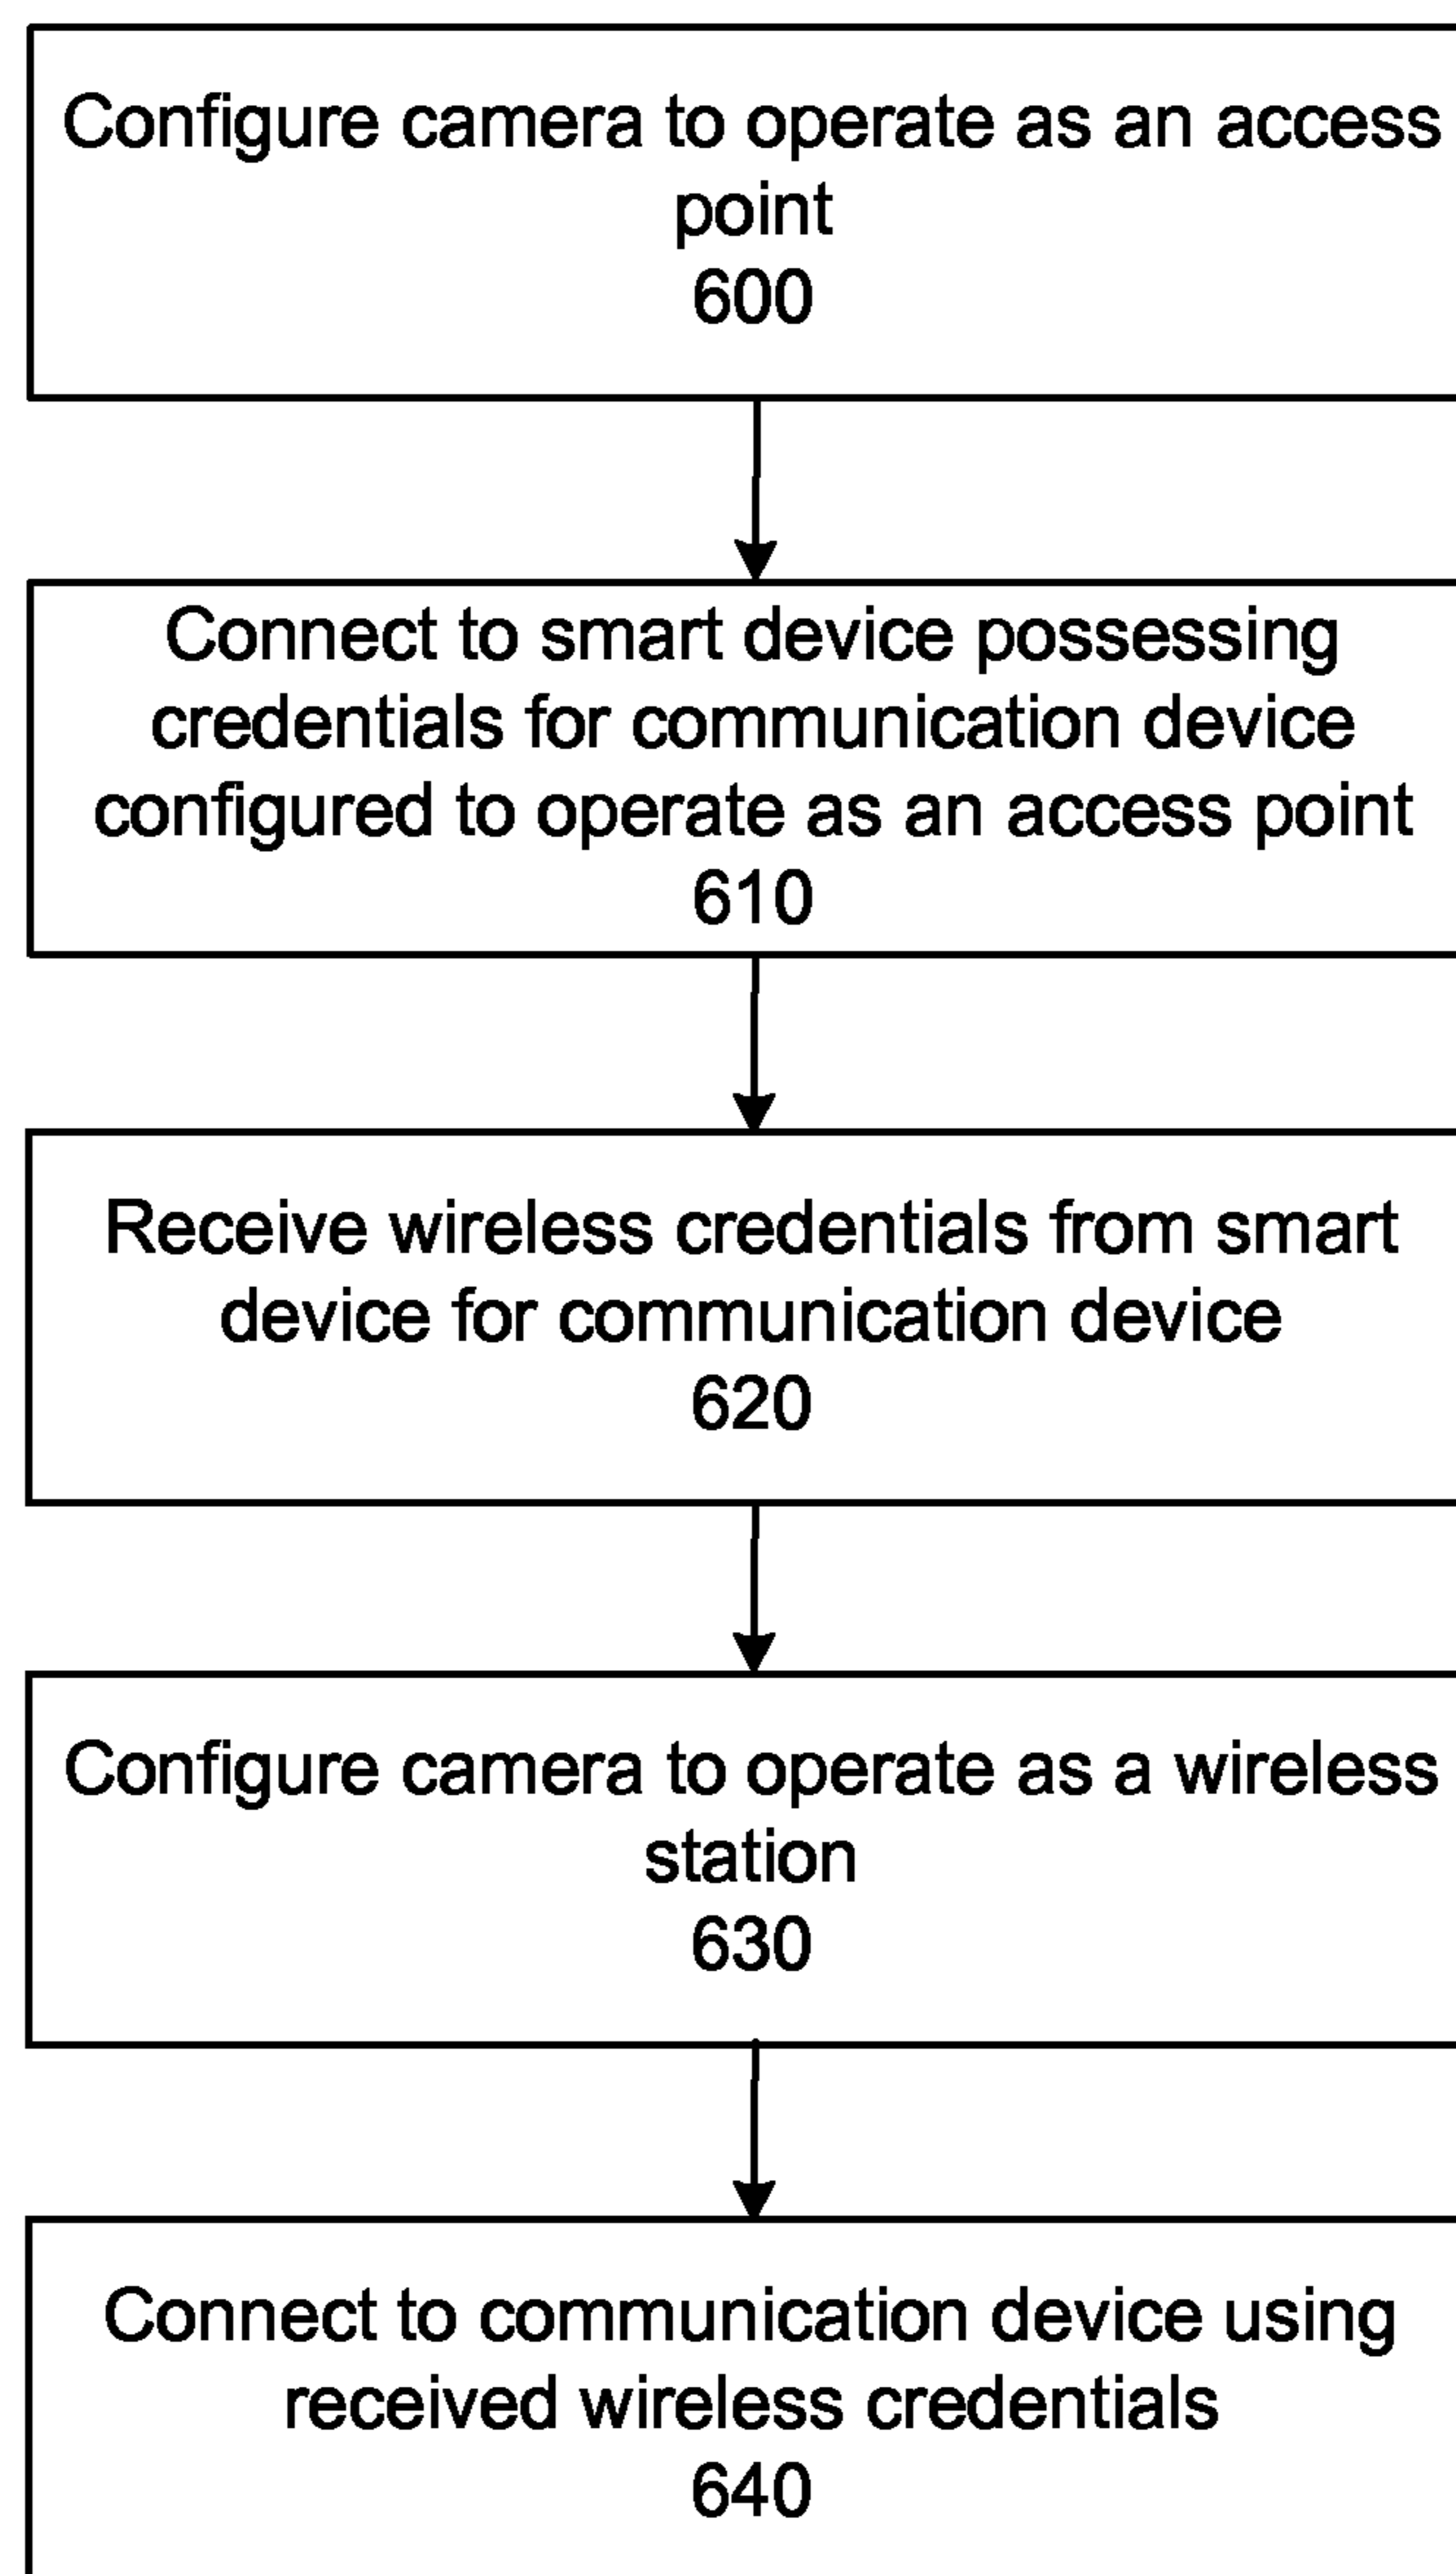 Configure camera to operate as an access
point
600
Connect to smart device possessing
credentials for communication device
configured to operate as an access point
610
Receive wireless credentials from smart
device for communication device
620
Configure camera to operate as a wireless
station
630
Connect to communication device using
received wireless credentials
640